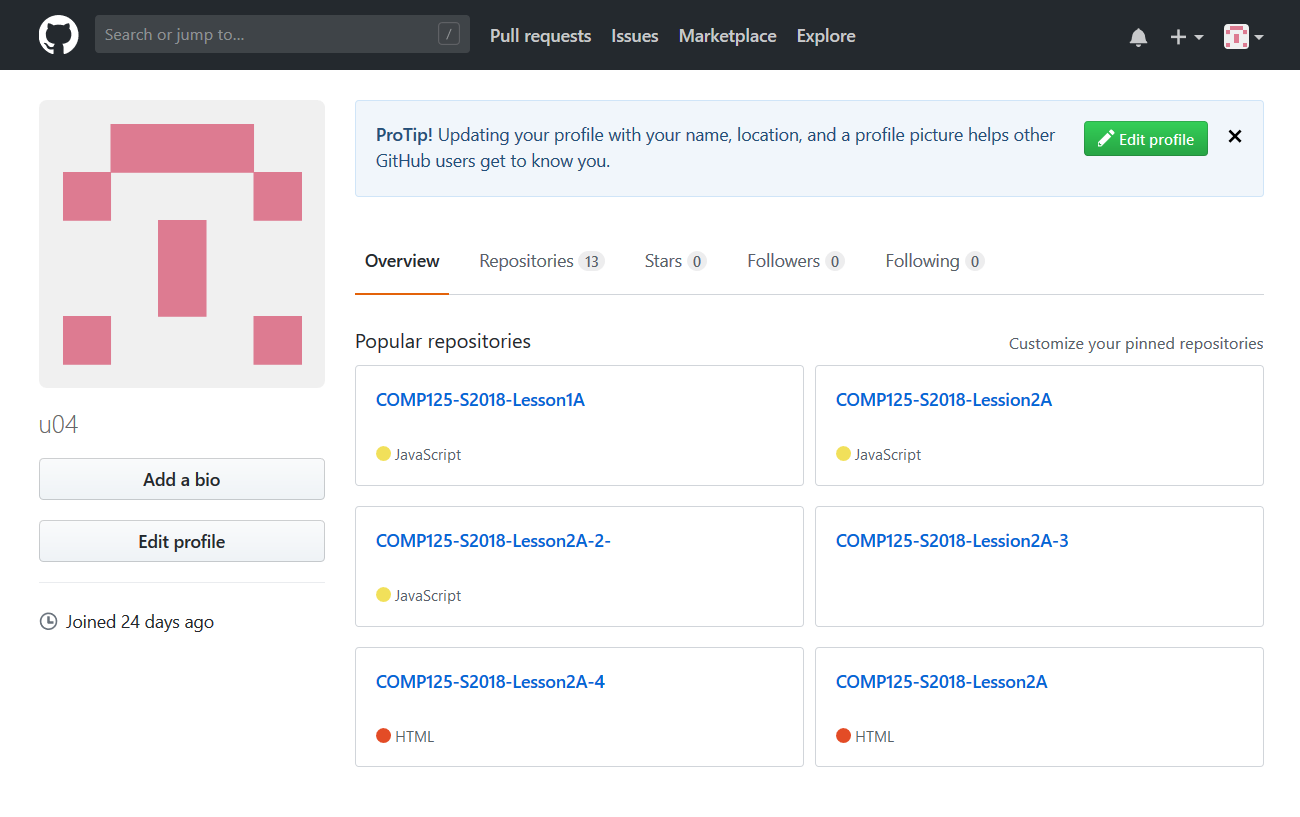 Search or jump to... / Pull requests Issues Marketplace Explore
ProTip! Updating your profile with your name, location, and a profile picture helps other
GitHub users get to know you.
Edit profile
Overview Repositories 13 Stars 0 Followers 0 Following 0
Popular repositories
Customize your pinned repositories
COMP125-S2018-Lesson1A
JavaScript
COMP125-S2018-Lession2A
JavaScript
COMP125-S2018-Lesson2A-2-
JavaScript
COMP125-S2018-Lession2A-3
COMP125-S2018-Lesson2A-4
HTML
COMP125-S2018-Lesson2A
HTML
u04
Add a bio
Edit profile
Joined 24 days ago